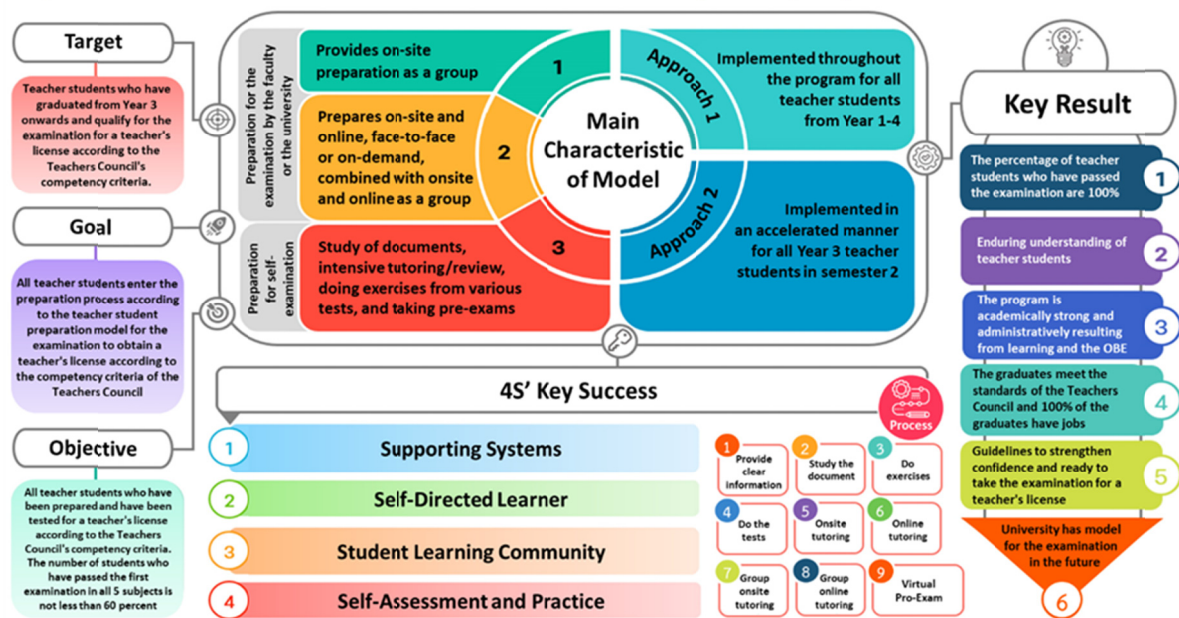 Target
Teacher students who have
graduated from Year 3
onwards and qualify for the
examination for a teacher's
license according to the
Teachers Council's
competency criteria.
Goal
All teacher students enter the
preparation process according
to the teacher student
preparation model for the
examination to obtain a
teacher's license according to
the competency criteria of the
Teachers Council
Objective
All teacher students who have
been prepared and have been
tested for a teacher's license
according to the Teachers
Council's competency criteria.
The number of students who
have passed the first
examination in all 5 subjects is
not less than 60 percent
Preparation for the
examination by the faculty
or the university
Preparation
for self-
examination
Provides on-site
preparation as a group
1
Prepares on-site and
online, face-to-face
or on-demand,
combined with onsite
and online as a group
2
Study of documents,
intensive tutoring/review,
doing exercises from various
tests, and taking pre-exams
3
Main
Characteristic
of Model
Approach 1
Implemented throughout
the program for all
teacher students
from Year 1-4
Approach 2
Implemented in
an accelerated manner
for all Year 3 teacher
students in semester 2
4S' Key Success
1
Supporting Systems
2
Self-Directed Learner
3
Student Learning Community
4
Self-Assessment and Practice
Process
1
Provide
clear
information
2
Study the
document
3
Do
exercises
4
Do the
tests
5
Onsite
tutoring
6
Online
tutoring
7
Group
onsite
tutoring
8
Group
online
tutoring
9
Virtual
Pro-Exam
Key Result
The percentage of teacher
students who have passed
the examination are 100%
1
Enduring understanding of
teacher students
2
The program is
academically strong and
administratively resulting
from learning and the OBE
3
The graduates meet the
standards of the Teachers
Council and 100% of the
graduates have jobs
4
Guidelines to strengthen
confidence and ready to
take the examination for a
teacher's license
5
University has model
for the examination
in the future
6